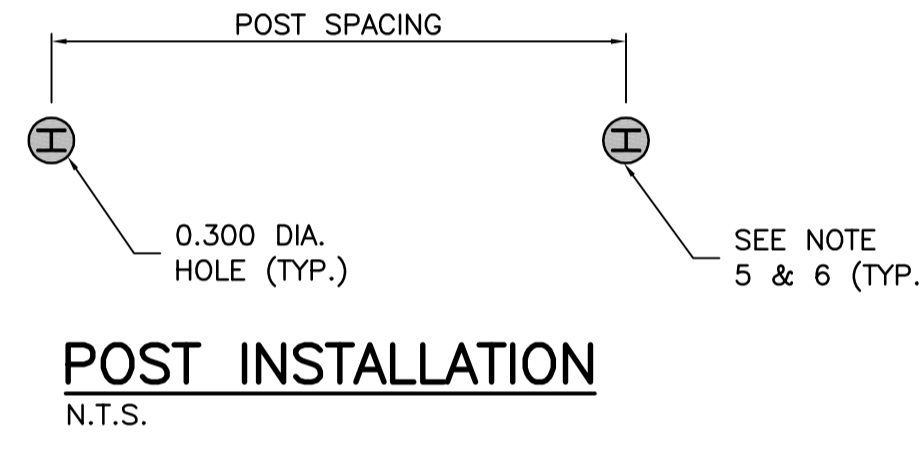 POST SPACING
0.300 DIA.
HOLE (TYP.)
SEE NOTE
5 & 6 (TYP.
POST INSTALLATION
N.T.S.